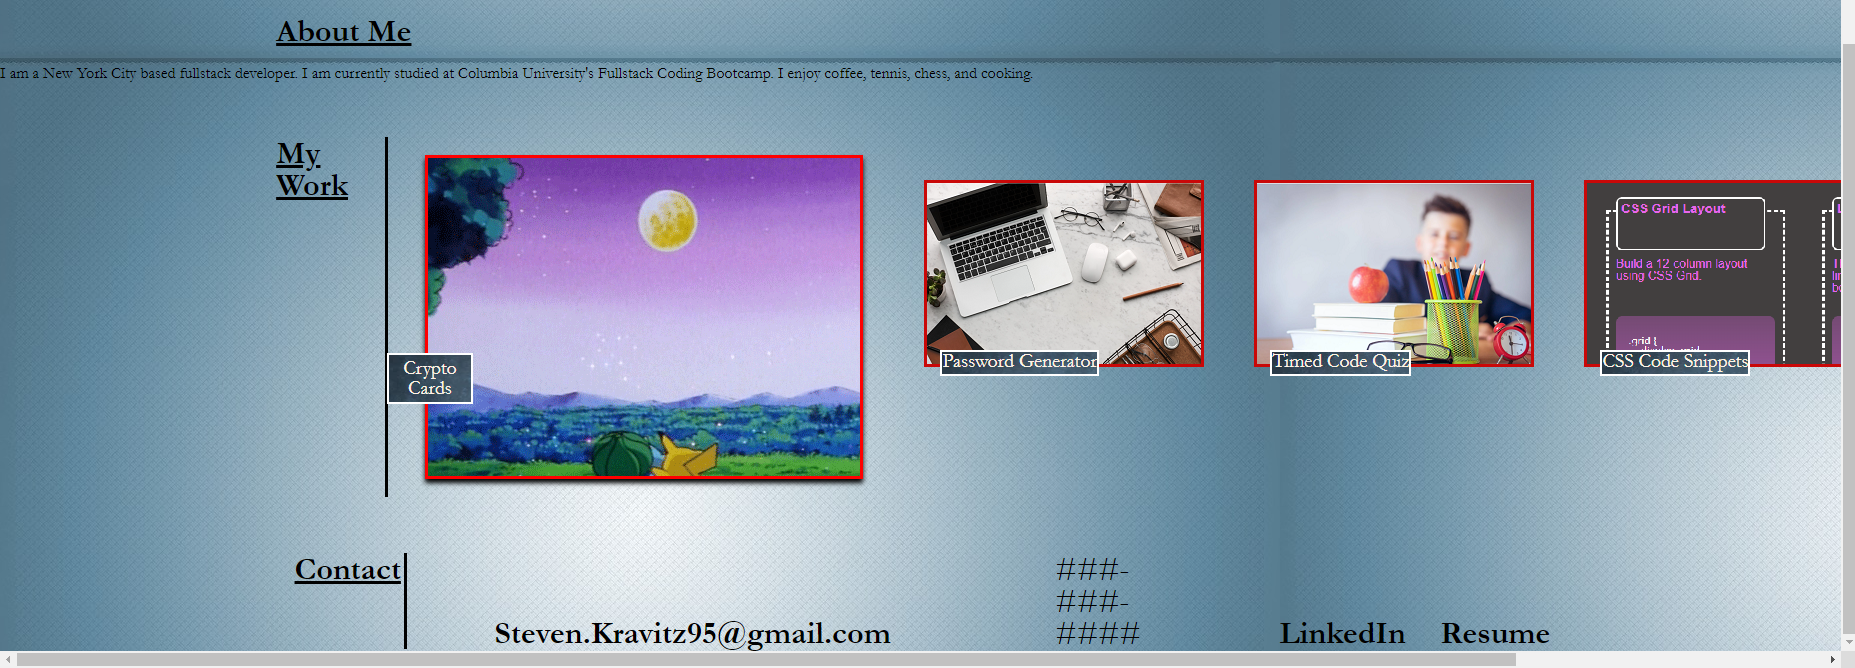 About Me
I am a New York City based fullstack developer. I am currently studied at Columbia University's Fullstack Coding Bootcamp. I enjoy coffee, tennis, chess, and cooking.
My
Work
Crypto
Cards
Password Generator
Timed Code Quiz
CSS Grid Layout
Build a 12 column layout
using CSS Grid.
.grid {
CSS Code Snippets
Contact
###-
###-
####
Steven.Kravitz95@gmail.com
LinkedIn
Resume